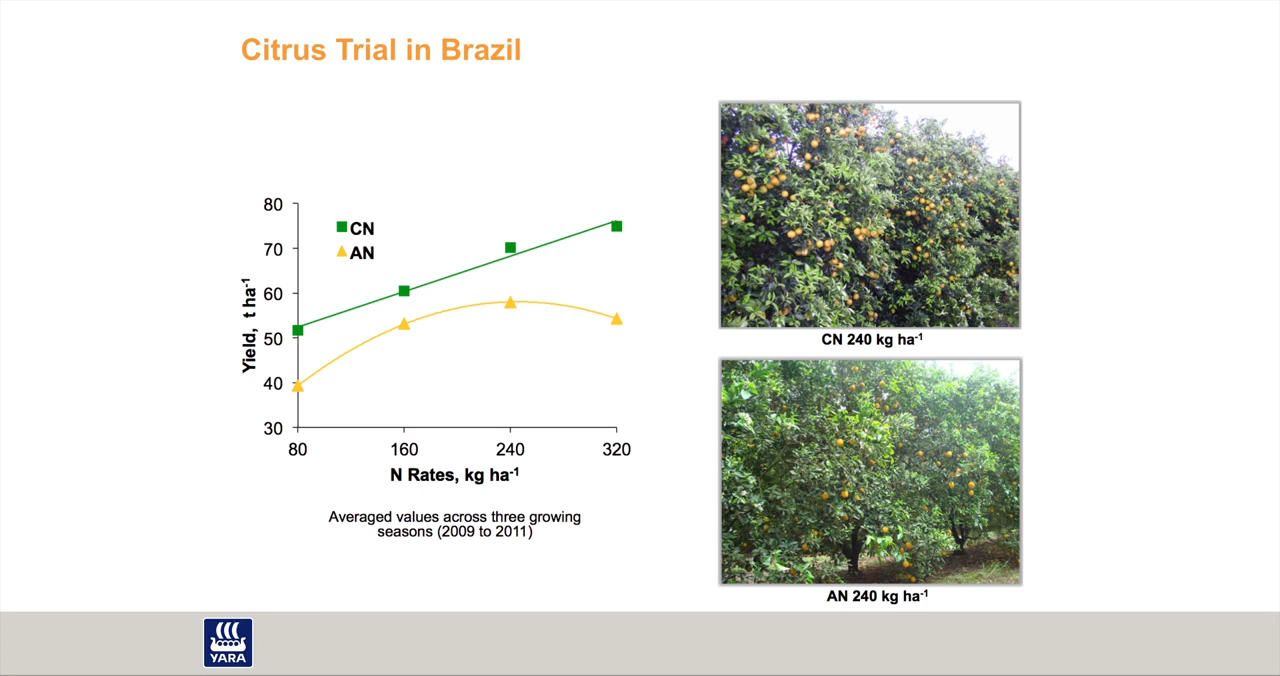 Citrus Trial in Brazil
80
70
60
50
40
30
Yield, t ha-1
CN
AN
80 160 240 320
N Rates, kg ha-1
Averaged values across three growing
seasons (2009 to 2011)
CN 240 kg ha-1
AN 240 kg ha-1
YARA